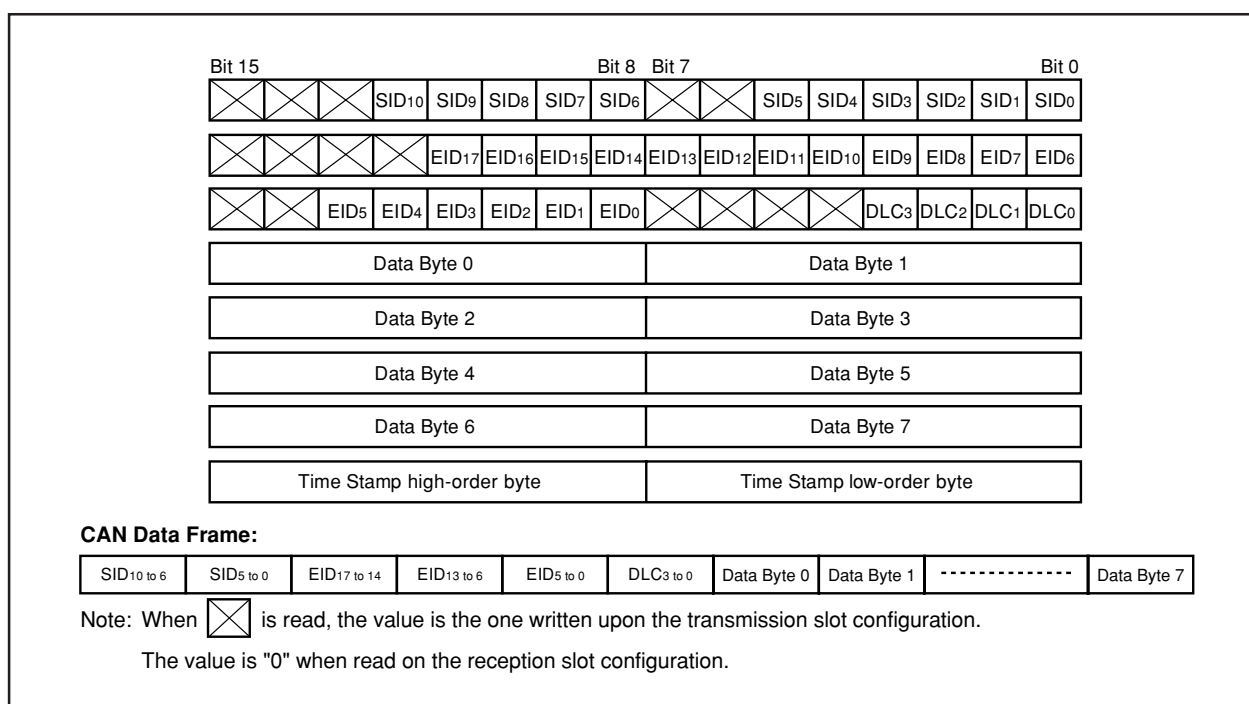 Bit 15 Bit 8 Bit 7 Bit 0
SID10 SID9 SID8 SID7 SID6 SID5 SID4 SID3 SID2 SID1 SID0
EID17 EID16 EID15 EID14 EID13 EID12 EID11 EID10 EID9 EID8 EID7 EID6
EID5 EID4 EID3 EID2 EID1 EID0 DLC3 DLC2 DLC1 DLC0
Data Byte 0 Data Byte 1
Data Byte 2 Data Byte 3
Data Byte 4 Data Byte 5
Data Byte 6 Data Byte 7
Time Stamp high-order byte Time Stamp low-order byte
CAN Data Frame:
SID10 to 6 SID5 to 0 EID17 to 14 EID13 to 6 EID5 to 0 DLC3 to 0 Data Byte 0 Data Byte 1 Data Byte 7
Note: When is read, the value is the one written upon the transmission slot configuration.
The value is "0" when read on the reception slot configuration.